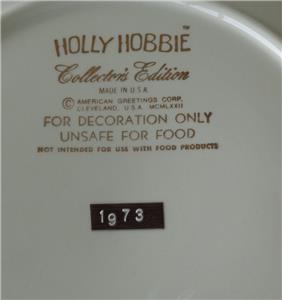 HOLLY HOBBIE™
Collector's Edition
MADE IN U.S.A.
© AMERICAN GREETINGS CORP.
CLEVELAND, U.S.A. MCMLXXII
FOR DECORATION ONLY
UNSAFE FOR FOOD
NOT INTENDED FOR USE WITH FOOD PRODUCTS
1973